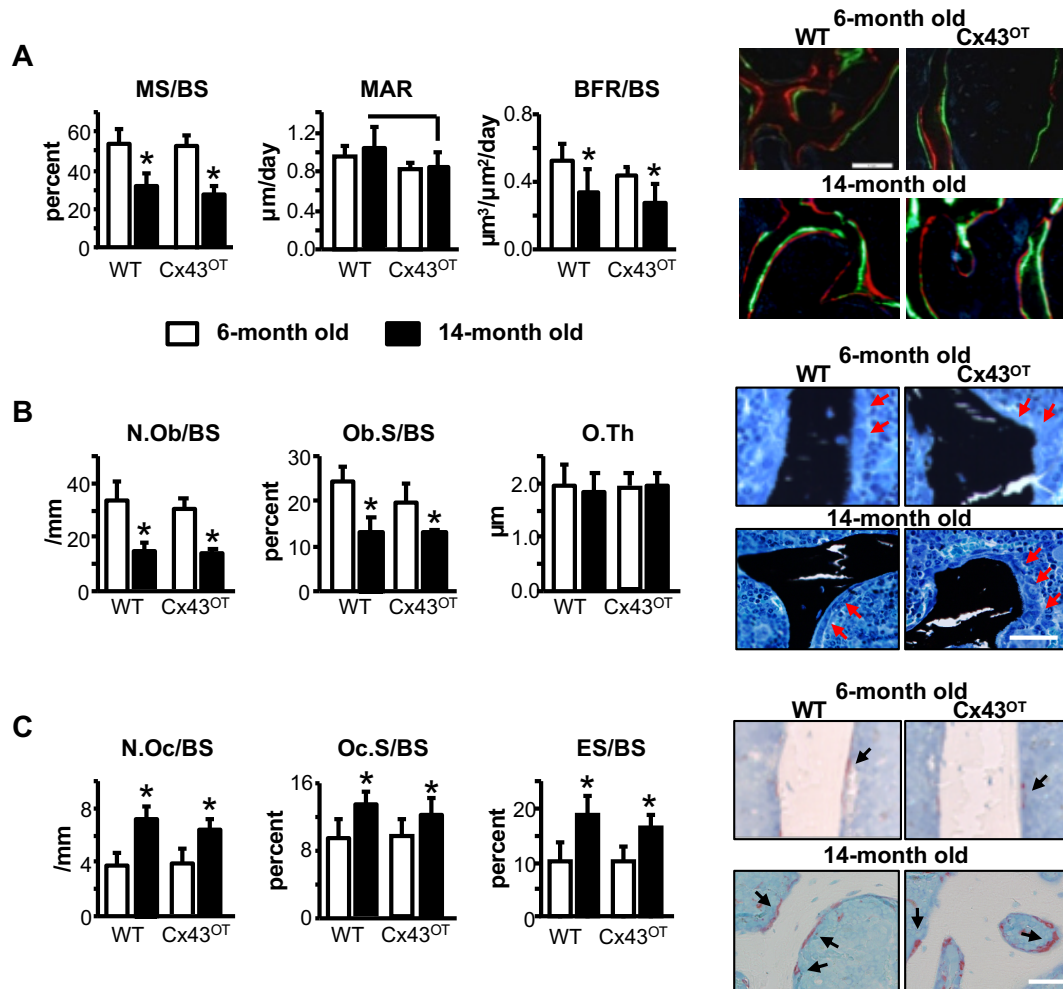 A
MS/BS
percent
60
40
30
10
0
WT Cx43OT
MAR
µm/day
1.2
0.8
0.4
0.0
WT Cx43OT
BFR/BS
µm³/µm²/day
0.8
0.4
0.0
WT Cx43OT
6-month old
WT Cx43OT
14-month old
6-month old 14-month old
B
N.Ob/BS
/mm
40
20
0
WT Cx43OT
Ob.S/BS
percent
30
20
10
0
WT Cx43OT
O.Th
µm
2.0
1.0
0.0
WT Cx43OT
6-month old
WT Cx43OT
14-month old
C
N.Oc/BS
/mm
8
4
0
WT Cx43OT
Oc.S/BS
percent
16
12
6
0
WT Cx43OT
ES/BS
percent
20
10
0
WT Cx43OT
6-month old
WT Cx43OT
14-month old
* * * * * * * * * * * * * *